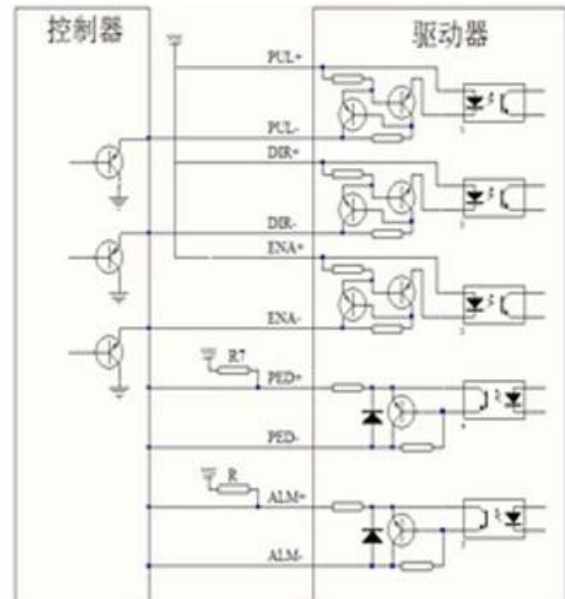 控制器
驱动器
PUL+
PUL-
DIR+
DIR-
ENA+
ENA-
R7
PED+
PED-
R
ALM+
ALM-